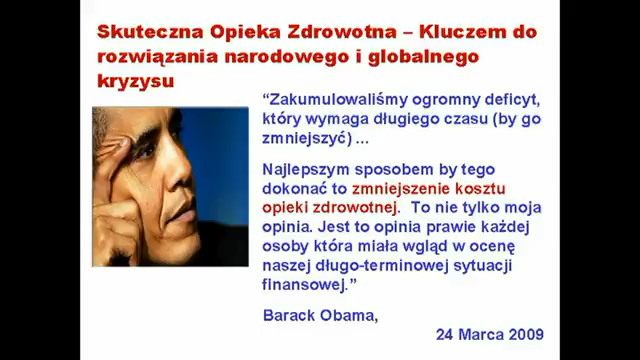 Skuteczna Opieka Zdrowotna – Kluczem do
rozwiązania narodowego i globalnego
kryzysu
“Zakumulowaliśmy ogromny deficyt,
który wymaga długiego czasu (by go
zmniejszyć) ...
Najlepszym sposobem by tego
dokonać to zmniejszenie kosztu
opieki zdrowotnej. To nie tylko moja
opinia. Jest to opinia prawie każdej
osoby która miała wgląd w ocenę
naszej długo-terminowej sytuacji
finansowej.”
Barack Obama,
24 Marca 2009